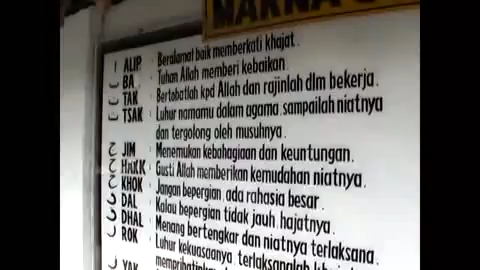 MAKNA
ا ALIP : Beralamat baik memberkati khajat.
ب BA : Tuhan Allah memberi kebaikan.
ت TAK : Bertobatlah kpd Allah dan rajinlah dlm bekerja.
ث TSAK : Luhur namamu dalam agama. sampailah niatnya
dan tergolong oleh musuhnya.
ج JIM : Menemukan kebahagiaan dan keuntungan.
ح : Gusti Allah memberikan kemudahan niatnya.
خ KHOK : Jangan bepergian, ada rahasia besar.
د DAL : Kalau bepergian tidak jauh hajatnya.
ذ DHAL : Menang bertengkar dan niatnya terlaksana.
ROK : Luhur kekuasaanya, terlaksanalah
memprihatinkan